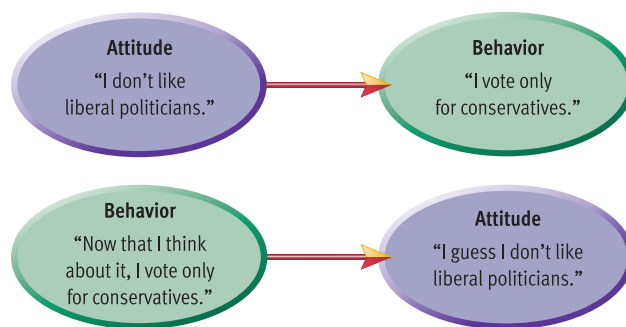 Attitude
“I don’t like
liberal politicians.”
Behavior
“I vote only
for conservatives.”
Behavior
“Now that I think
about it, I vote only
for conservatives.”
Attitude
“I guess I don’t like
liberal politicians.”